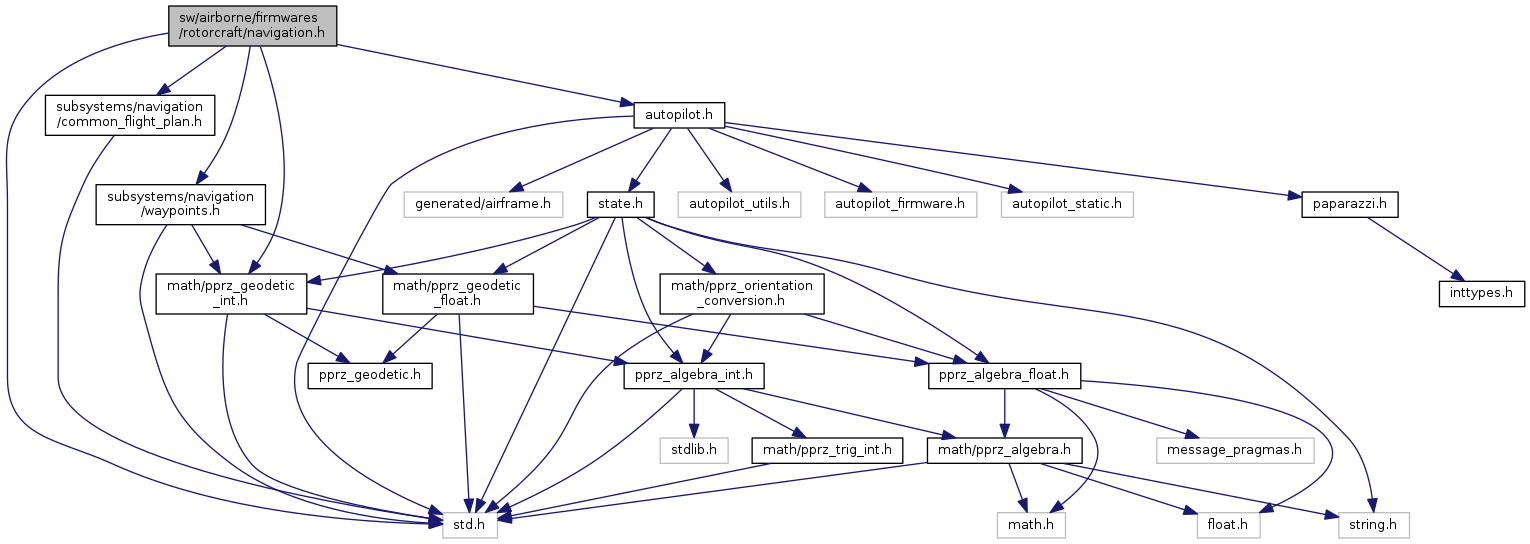 sw/airborne/firmwares
/rotorcraft/navigation.h
subsystems/navigation
/common_flight_plan.h
autopilot.h
subsystems/navigation
/waypoints.h
generated/airframe.h
state.h
autopilot_utils.h
autopilot_firmware.h
autopilot_static.h
paparazzi.h
math/pprz_geodetic
_int.h
math/pprz_geodetic
_float.h
math/pprz_orientation
_conversion.h
inttypes.h
pprz_geodetic.h
pprz_algebra_int.h
pprz_algebra_float.h
stdlib.h
math/pprz_trig_int.h
math/pprz_algebra.h
message_pragmas.h
std.h
math.h
float.h
string.h